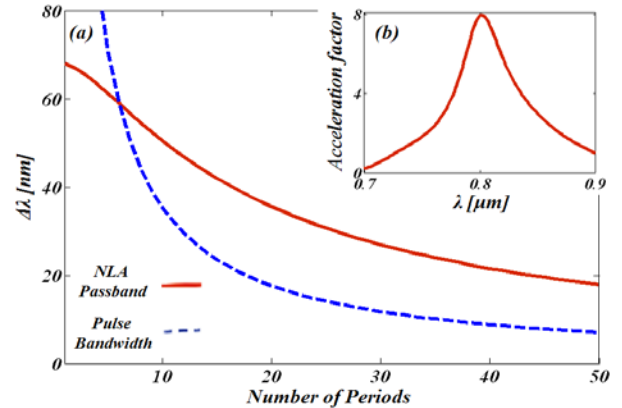 80
60
40
20
0
Δλ [nm]
(a)
10
20
30
40
50
Number of Periods
NLA
Passband
Pulse
Bandwidth
(b)
8
4
0
Acceleration factor
0.7
0.8
0.9
λ [μm]